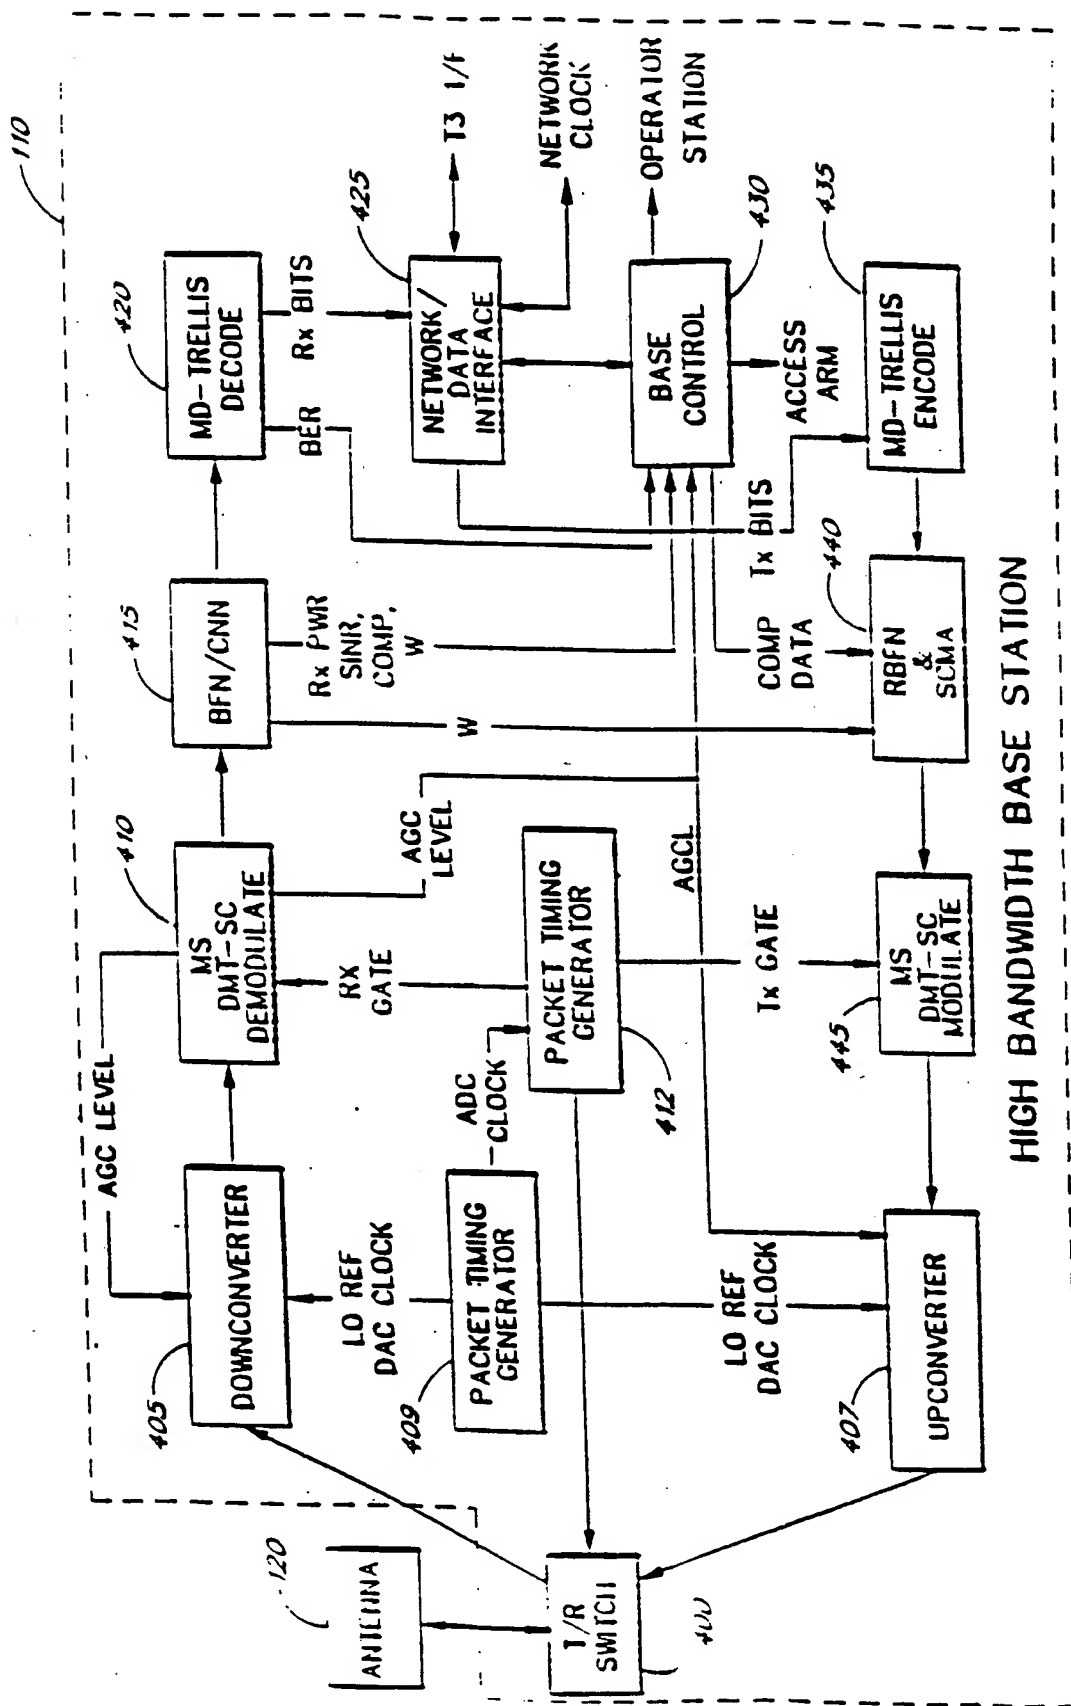 110
120
ANTENNA
T/R
SWITCH
400
405
DOWNCONVERTER
AGC LEVEL
410
MS
DMT-SC
DEMODULATE
415
BFN/CNN
420
MD-TRELLIS
DECODE
LO REF
DAC CLOCK
409
PACKET TIMING
GENERATOR
ADC
CLOCK
RX
GATE
AGC
LEVEL
W
Rx PWR
SINR,
COMP,
W
BER
Rx BITS
425
NETWORK/
DATA
INTERFACE
T3 I/F
NETWORK
CLOCK
412
PACKET TIMING
GENERATOR
AGCL
BASE
CONTROL
430
OPERATOR
STATION
ACCESS
ARM
LO REF
DAC CLOCK
Tx GATE
COMP
DATA
Tx BITS
407
UPCONVERTER
445
MS
DMT-SC
MODULATE
440
RBFN
&
SCMA
435
MD-TRELLIS
ENCODE
HIGH BANDWIDTH BASE STATION